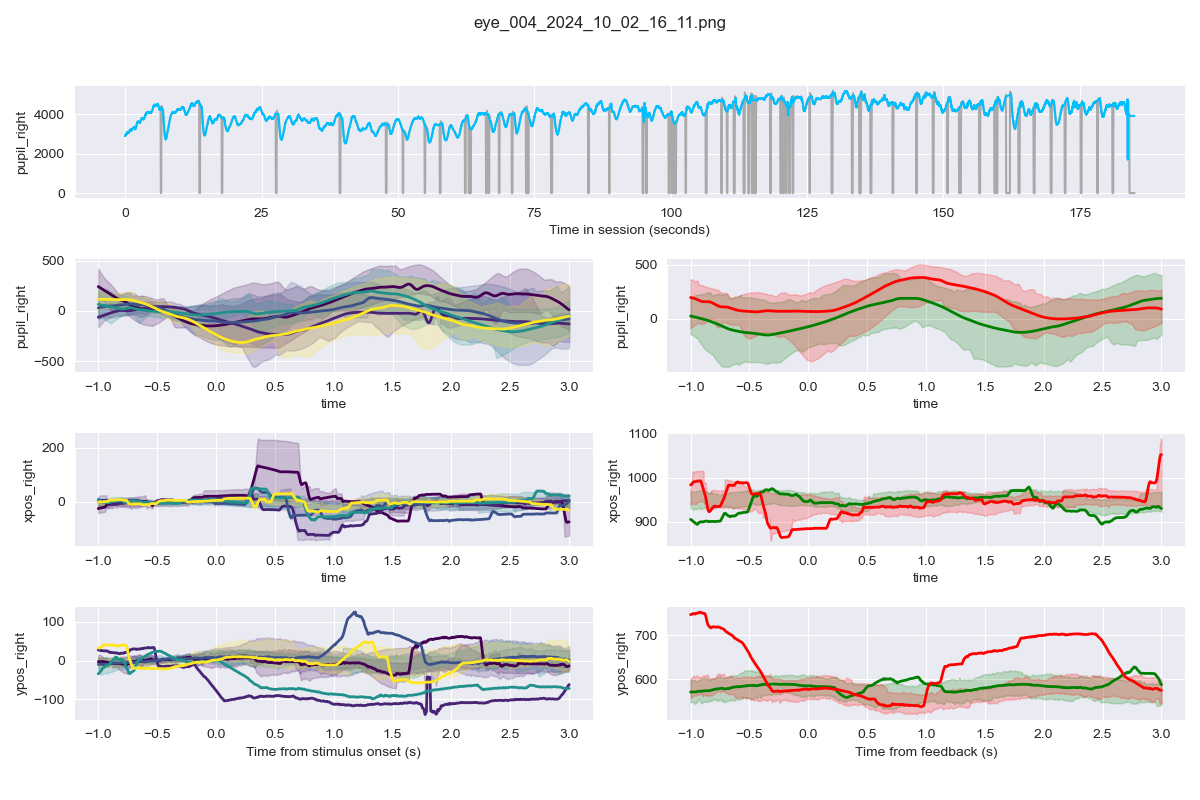 eye_004_2024_10_02_16_11.png
pupil_right
4000
2000
0
0 25 50 75 100 125 150 175
Time in session (seconds)
pupil_right
500
0
−500
−1.0 −0.5 0.0 0.5 1.0 1.5 2.0 2.5 3.0
time
pupil_right
500
0
−1.0 −0.5 0.0 0.5 1.0 1.5 2.0 2.5 3.0
time
xpos_right
200
0
−1.0 −0.5 0.0 0.5 1.0 1.5 2.0 2.5 3.0
time
xpos_right
1100
1000
900
−1.0 −0.5 0.0 0.5 1.0 1.5 2.0 2.5 3.0
time
ypos_right
100
0
−100
−1.0 −0.5 0.0 0.5 1.0 1.5 2.0 2.5 3.0
Time from stimulus onset (s)
ypos_right
700
600
−1.0 −0.5 0.0 0.5 1.0 1.5 2.0 2.5 3.0
Time from feedback (s)